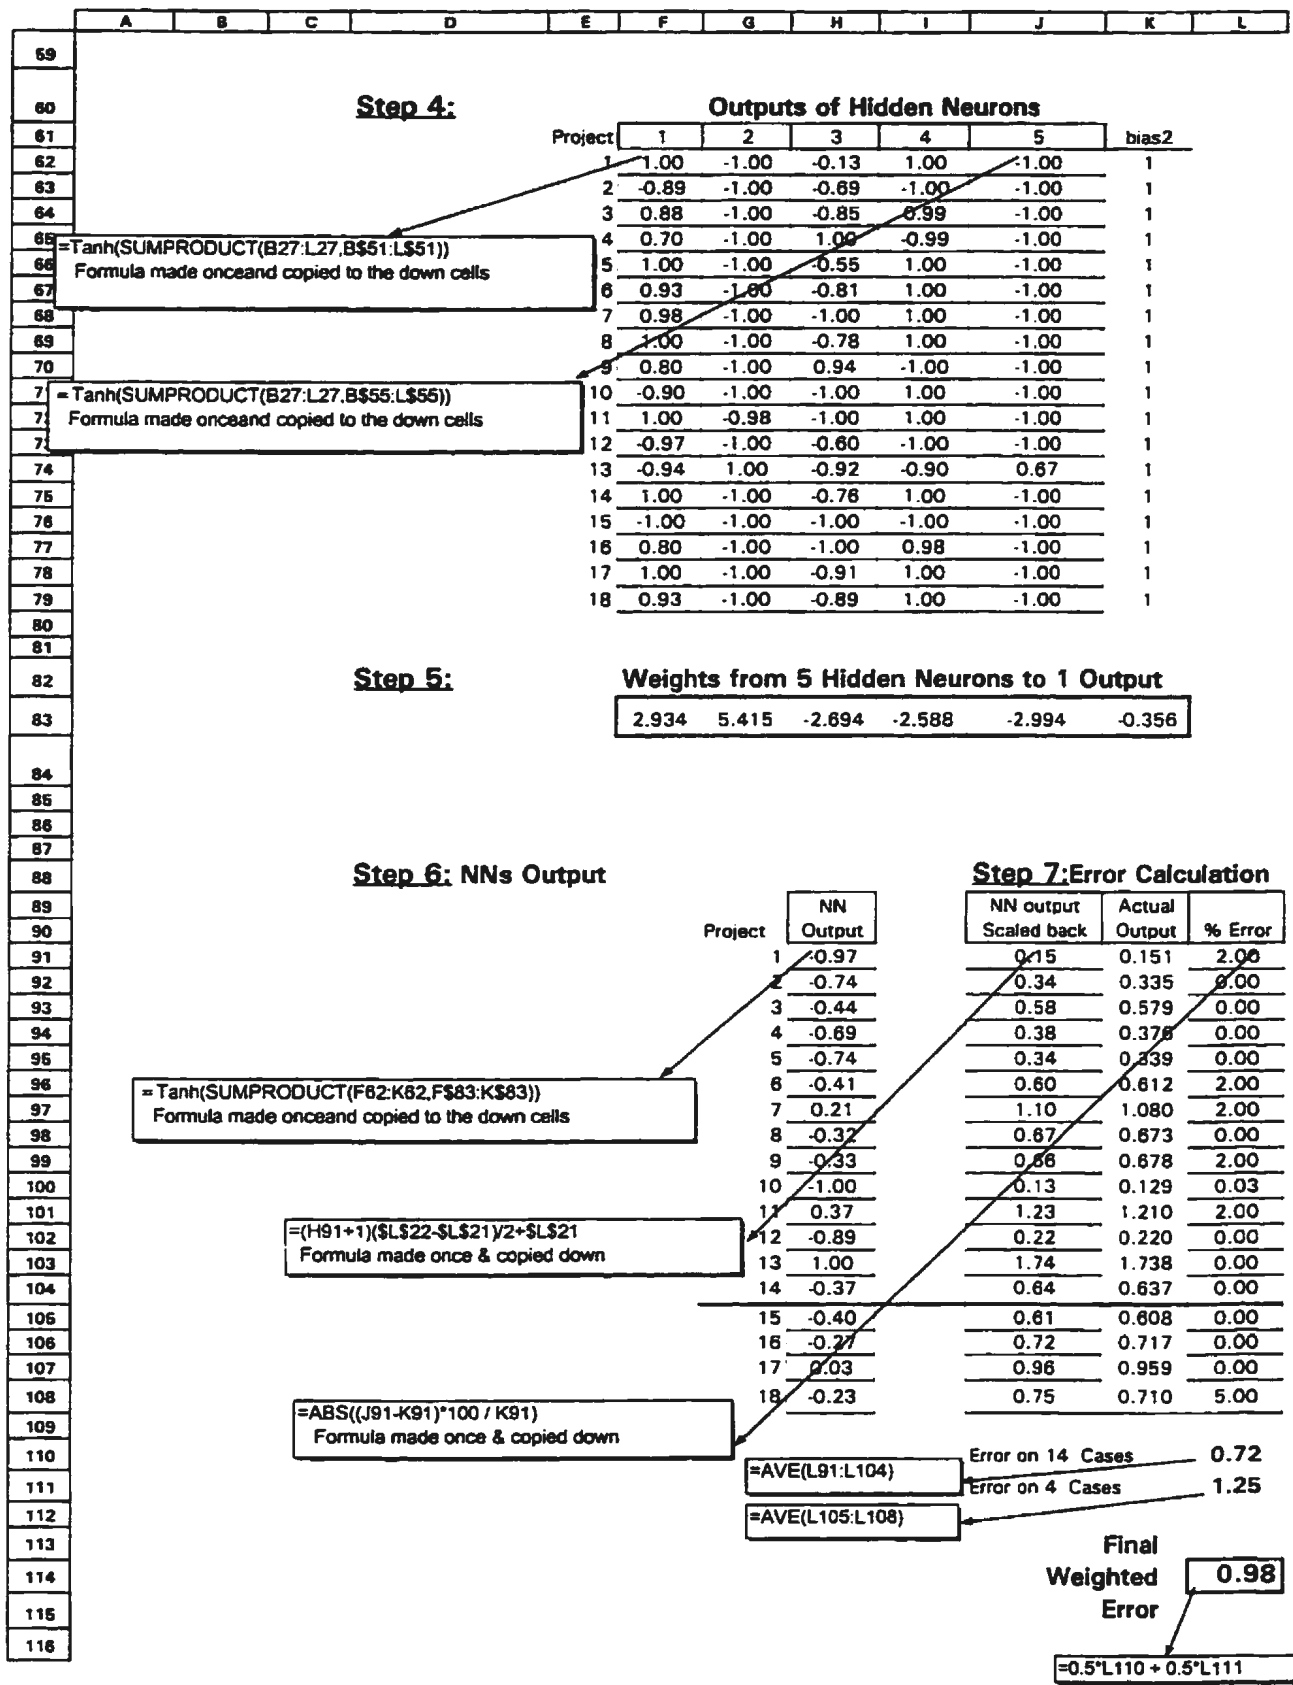 A B C D E F G H I J K L
59
60 Step 4: Outputs of Hidden Neurons
61 Project 1 2 3 4 5 bias2
62 1 1.00 -1.00 -0.13 1.00 -1.00 1
63 2 -0.89 -1.00 -0.69 -1.00 -1.00 1
64 3 0.88 -1.00 -0.85 0.99 -1.00 1
65 4 0.70 -1.00 1.00 -0.99 -1.00 1
=Tanh(SUMPRODUCT(B27:L27,B$51:L$51))
66 5 1.00 -1.00 -0.55 1.00 -1.00 1
Formula made onceand copied to the down cells
67 6 0.93 -1.00 -0.81 1.00 -1.00 1
68 7 0.98 -1.00 -1.00 1.00 -1.00 1
69 8 1.00 -1.00 -0.78 1.00 -1.00 1
70 9 0.80 -1.00 0.94 -1.00 -1.00 1
71 10 -0.90 -1.00 -1.00 1.00 -1.00 1
=Tanh(SUMPRODUCT(B27:L27,B$55:L$55))
72 11 1.00 -0.98 -1.00 1.00 -1.00 1
Formula made onceand copied to the down cells
73 12 -0.97 -1.00 -0.60 -1.00 -1.00 1
74 13 -0.94 1.00 -0.92 -0.90 0.67 1
75 14 1.00 -1.00 -0.76 1.00 -1.00 1
76 15 -1.00 -1.00 -1.00 -1.00 -1.00 1
77 16 0.80 -1.00 -1.00 0.98 -1.00 1
78 17 1.00 -1.00 -0.91 1.00 -1.00 1
79 18 0.93 -1.00 -0.89 1.00 -1.00 1
80
81
82 Step 5: Weights from 5 Hidden Neurons to 1 Output
83 2.934 5.415 -2.694 -2.588 -2.994 -0.356
84
85
86
87
88 Step 6: NNs Output Step 7:Error Calculation
89 NN NN output Actual
90 Project Output Scaled back Output % Error
91 1 -0.97 0.15 0.151 2.00
92 2 -0.74 0.34 0.335 0.00
93 3 -0.44 0.58 0.579 0.00
94 4 -0.69 0.38 0.376 0.00
95 5 -0.74 0.34 0.339 0.00
96 6 -0.41 0.60 0.612 2.00
=Tanh(SUMPRODUCT(F62:K62,F$83:K$83))
97 7 0.21 1.10 1.080 2.00
Formula made onceand copied to the down cells
98 8 -0.32 0.67 0.673 0.00
99 9 -0.33 0.66 0.678 2.00
100 10 -1.00 0.13 0.129 0.03
101 11 0.37 1.23 1.210 2.00
=(H91+1)($L$22-$L$21)/2+$L$21
102 12 -0.89 0.22 0.220 0.00
Formula made once & copied down
103 13 1.00 1.74 1.738 0.00
104 14 -0.37 0.64 0.637 0.00
105 15 -0.40 0.61 0.608 0.00
106 16 -0.27 0.72 0.717 0.00
107 17 0.03 0.96 0.959 0.00
108 18 -0.23 0.75 0.710 5.00
=ABS((J91-K91)*100 / K91)
109 Formula made once & copied down
110 Error on 14 Cases 0.72
=AVE(L91:L104)
111 Error on 4 Cases 1.25
112 =AVE(L105:L108)
113 Final
114 Weighted 0.98
115 Error
116
=0.5*L110 + 0.5*L111